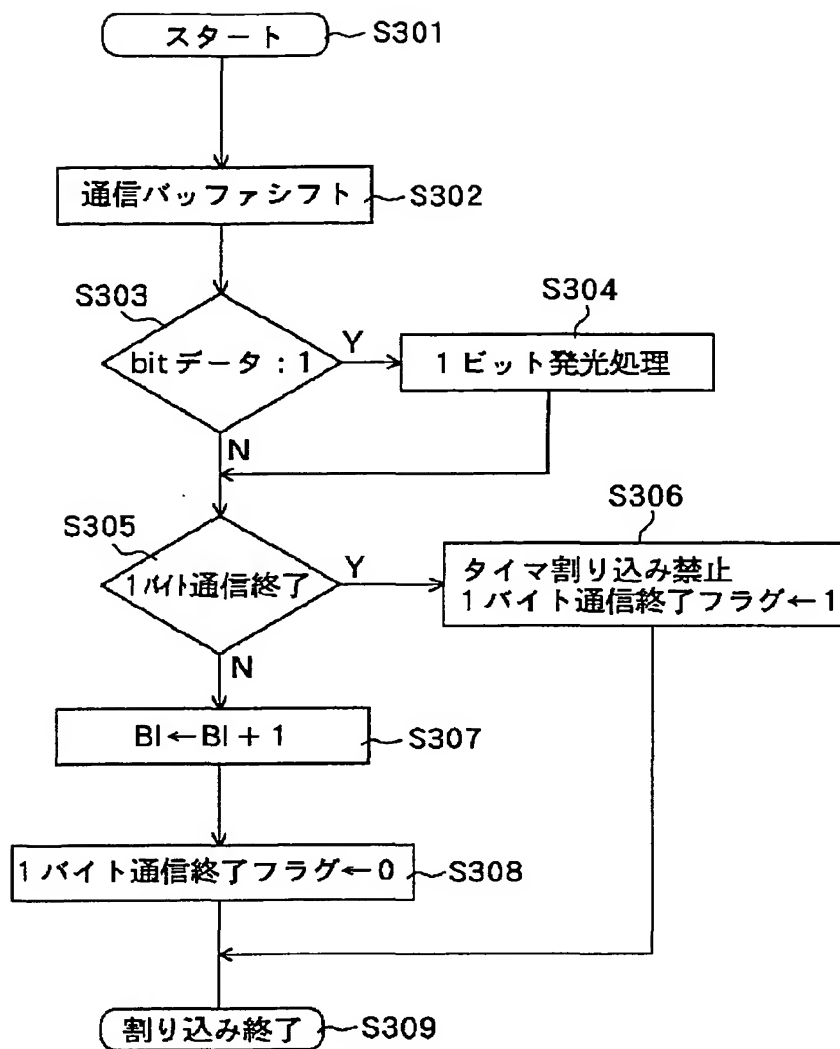 スタート
S301
通信バッファシフト
S302
S303
bitデータ:1
Y
N
S304
1ビット発光処理
S305
1バイト通信終了
Y
N
S306
タイマ割り込み禁止
1バイト通信終了フラグ←1
BI←BI+1
S307
1バイト通信終了フラグ←0
S308
割り込み終了
S309